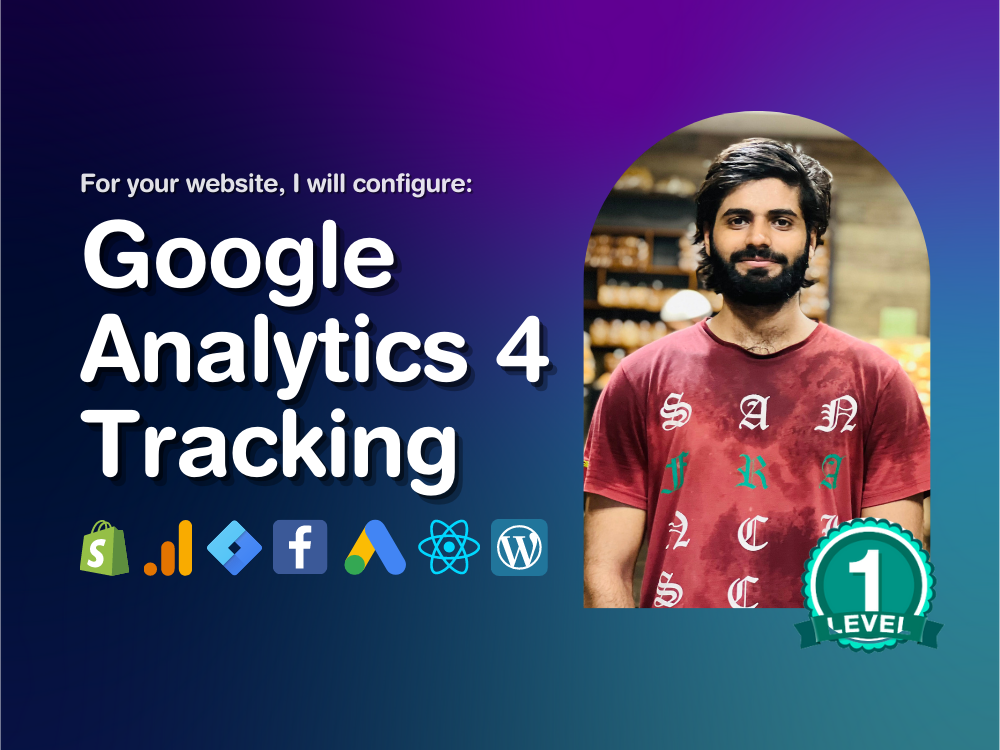 For your website, I will configure:
Google
Analytics 4
Tracking
S A N
F R A
N C I
S C
1
LEVEL